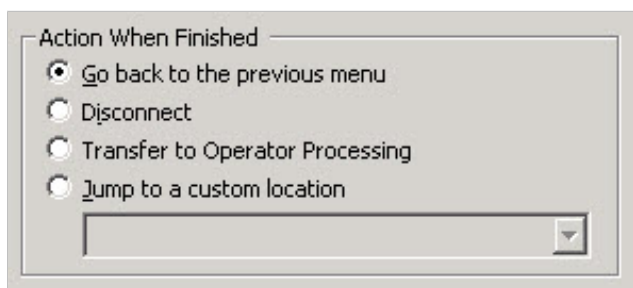 Action When Finished
Go back to the previous menu
Disconnect
Transfer to Operator Processing
Jump to a custom location